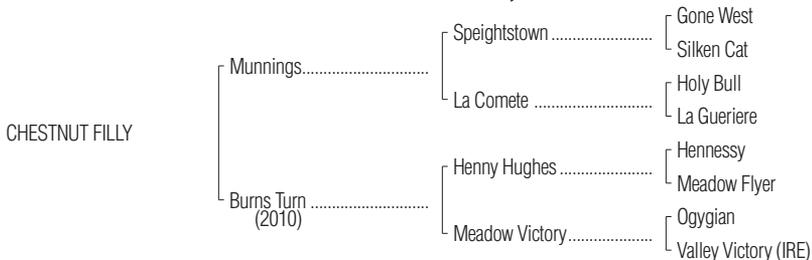 Gone West
Speightstown ....................
Silken Cat
Munnings............................
Holy Bull
La Comete ..........................
La Gueriere
CHESTNUT FILLY
Hennessy
Henny Hughes ....................
Meadow Flyer
Burns Turn ..........................
(2010)
Ogygian
Meadow Victory..................
Valley Victory (IRE)